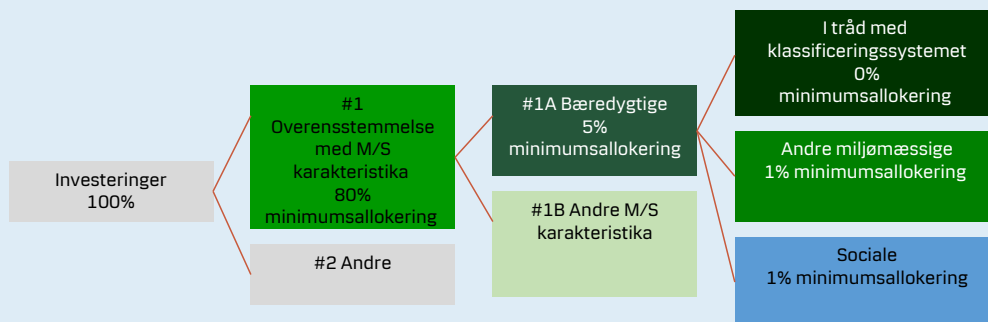 Investeringer
100%
#1
Overensstemmelse
med M/S
karakteristika
80%
minimumsallokering
#2 Andre
#1A Bæredygtige
5%
minimumsallokering
#1B Andre M/S
karakteristika
I tråd med
klassificeringssystemet
0%
minimumsallokering
Andre miljømæssige
1% minimumsallokering
Sociale
1% minimumsallokering